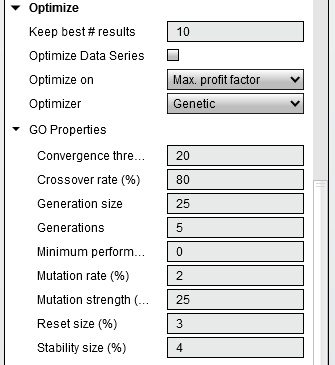 Optimize
Keep best # results 10
Optimize Data Series
Optimize on Max. profit factor
Optimizer Genetic
GO Properties
Convergence thre... 20
Crossover rate (%) 80
Generation size 25
Generations 5
Minimum perform... 0
Mutation rate (%) 2
Mutation strength (... 25
Reset size (%) 3
Stability size (%) 4